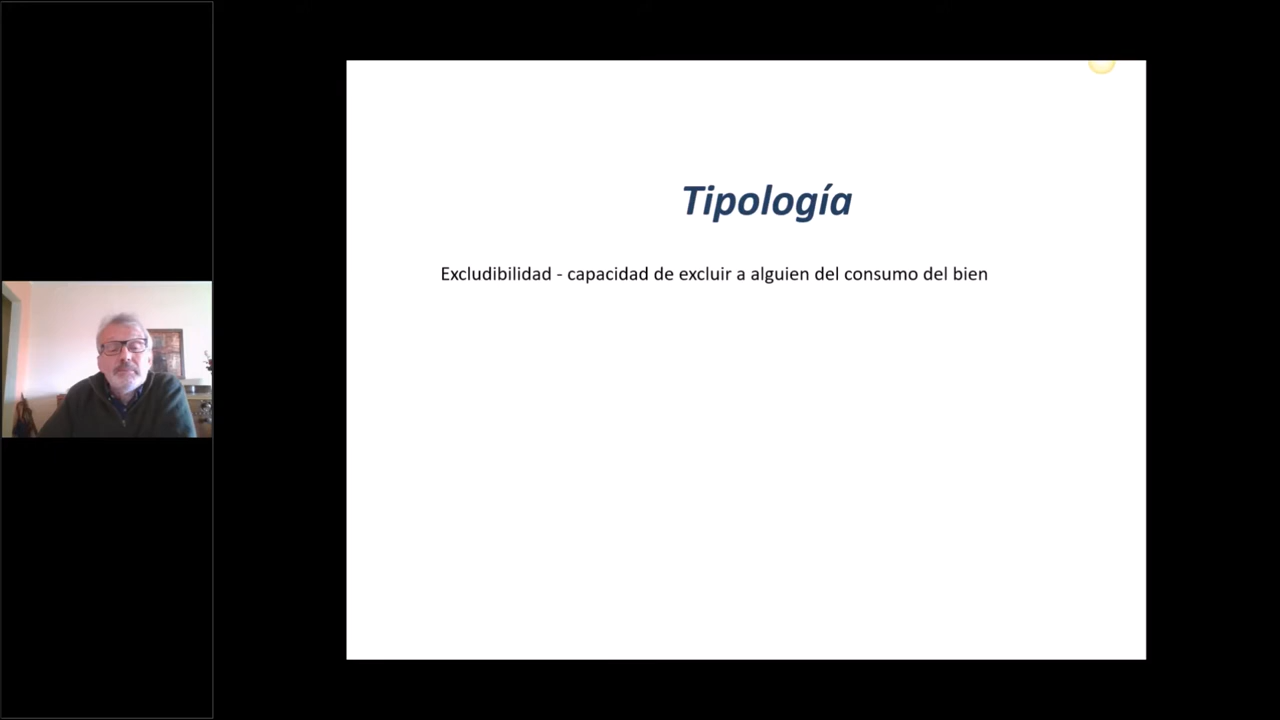 Tipología
Excludibilidad - capacidad de excluir a alguien del consumo del bien